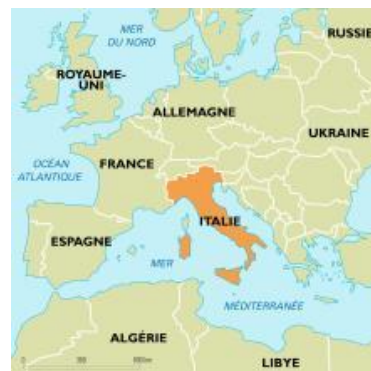 MER
DU NORD
RUSSIE
ROYAUME-
UNI
ALLEMAGNE
UKRAINE
OCÉAN
ATLANTIQUE
FRANCE
ITALIE
ESPAGNE
MER
MÉDITERRANÉE
ALGÉRIE
LIBYE